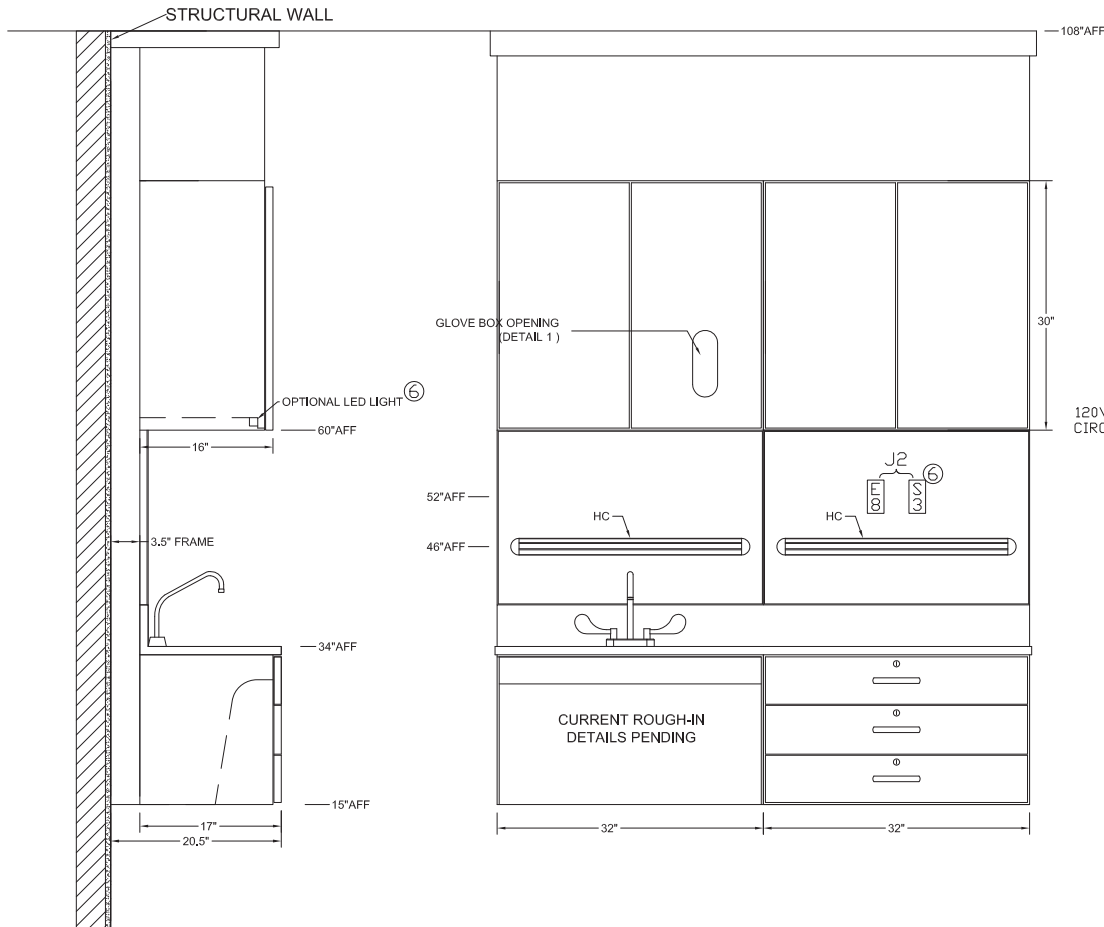 STRUCTURAL WALL
108"AFF
GLOVE BOX OPENING
(DETAIL 1 )
30"
OPTIONAL LED LIGHT 6
60"AFF
16"
120V
CIRC
J2
6
E
8
S
3
52"AFF
HC
HC
3.5" FRAME
46"AFF
34"AFF
CURRENT ROUGH-IN
DETAILS PENDING
15"AFF
17"
20.5"
32"
32"